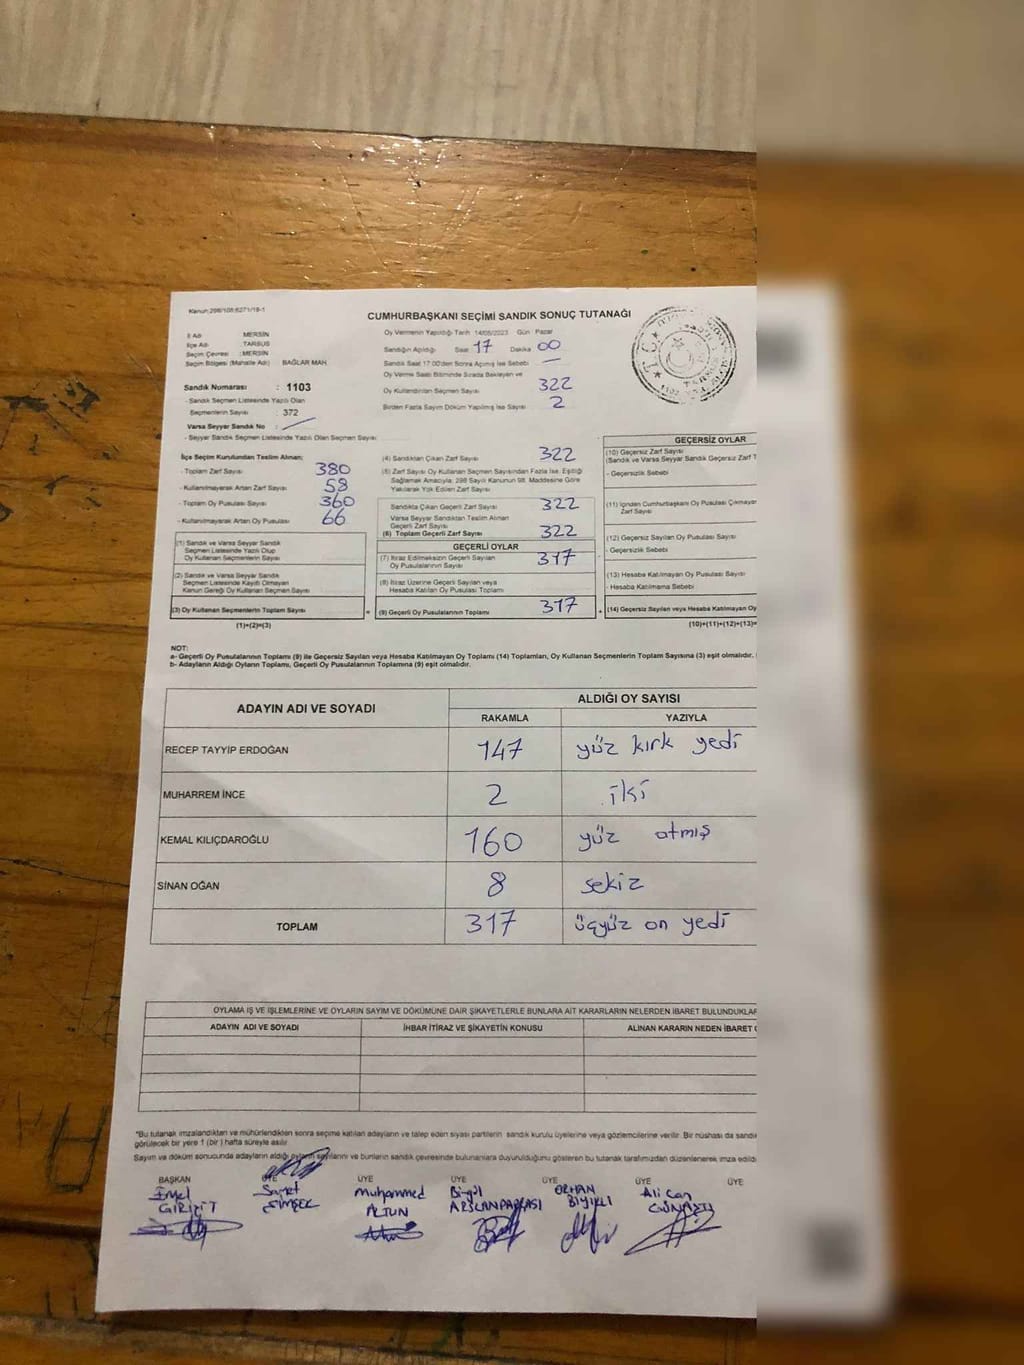 Kanun:298/108;6271/19-1
CUMHURBAŞKANI SEÇİMİ SANDIK SONUÇ TUTANAĞI
İl Adı : MERSİN
İlçe Adı : TARSUS
Seçim Çevresi : MERSİN
Seçim Bölgesi (Mahalle Adı) BAĞLAR MAH.
Oy Vermenin Yapıldığı Tarih 14/05/2023 Gün : Pazar
Sandığın Açıldığı Saat 17 Dakika 00
Sandık Saat 17:00'den Sonra Açılmış İse Sebebi —
Oy Verme Saati Bitiminde Sırada Bekleyen ve
Oy Kullandırılan Seçmen Sayısı 322
Birden Fazla Sayım Döküm Yapılmış İse Sayısı 2
Sandık Numarası : 1103
- Sandık Seçmen Listesinde Yazılı Olan
Seçmenlerin Sayısı : 372
Varsa Seyyar Sandık No :
- Seyyar Sandık Seçmen Listesinde Yazılı Olan Seçmen Sayısı
İlçe Seçim Kurulundan Teslim Alınan;
- Toplam Zarf Sayısı 380
- Kullanılmayarak Artan Zarf Sayısı 58
- Toplam Oy Pusulası Sayısı 360
- Kullanılmayarak Artan Oy Pusulası 66
(1) Sandık ve Varsa Seyyar Sandık
Seçmen Listesinde Yazılı Olup
Oy Kullanan Seçmenlerin Sayısı
(2) Sandık ve Varsa Seyyar Sandık
Seçmen Listesinde Kayıtlı Olmayan
Kanun Gereği Oy Kullanan Seçmen Sayısı
(3) Oy Kullanan Seçmenlerin Toplam Sayısı =
(1)+(2)=(3)
(4) Sandıktan Çıkan Zarf Sayısı 322
(5) Zarf Sayısı Oy Kullanan Seçmen Sayısından Fazla İse, Eşitliği
Sağlamak Amacıyla, 298 Sayılı Kanunun 98. Maddesine Göre
Yakılarak Yok Edilen Zarf Sayısı
Sandıkta Çıkan Geçerli Zarf Sayısı 322
Varsa Seyyar Sandıktan Teslim Alınan
Geçerli Zarf Sayısı
(6) Toplam Geçerli Zarf Sayısı 322
GEÇERLİ OYLAR
(7) İtiraz Edilmeksizin Geçerli Sayılan
Oy Pusulalarının Sayısı 317
(8) İtiraz Üzerine Geçerli Sayılan veya
Hesaba Katılan Oy Pusulası Toplamı
(9) Geçerli Oy Pusulalarının Toplamı 317 +
GEÇERSİZ OYLAR
(10) Geçersiz Zarf Sayısı
(Sandık ve Varsa Seyyar Sandık Geçersiz Zarf T
- Geçersizlik Sebebi
(11) İçinden Cumhurbaşkanı Oy Pusulası Çıkmayan
Zarf Sayısı
(12) Geçersiz Sayılan Oy Pusulası Sayısı
- Geçersizlik Sebebi
(13) Hesaba Katılmayan Oy Pusulası Sayısı
- Hesaba Katılmama Sebebi
(14) Geçersiz Sayılan veya Hesaba Katılmayan Oy
(10)+(11)+(12)+(13)=
NOT:
a- Geçerli Oy Pusulalarının Toplamı (9) ile Geçersiz Sayılan veya Hesaba Katılmayan Oy Toplamı (14) Toplamları, Oy Kullanan Seçmenlerin Toplam Sayısına (3) eşit olmalıdır.
b- Adayların Aldığı Oyların Toplamı, Geçerli Oy Pusulalarının Toplamına (9) eşit olmalıdır.
ADAYIN ADI VE SOYADI ALDIĞI OY SAYISI
RAKAMLA YAZIYLA
RECEP TAYYİP ERDOĞAN 147 yüz kırk yedi
MUHARREM İNCE 2 iki
KEMAL KILIÇDAROĞLU 160 yüz atmış
SİNAN OĞAN 8 sekiz
TOPLAM 317 üçyüz on yedi
OYLAMA İŞ VE İŞLEMLERİNE VE OYLARIN SAYIM VE DÖKÜMÜNE DAİR ŞİKAYETLERLE BUNLARA AİT KARARLARIN NELERDEN İBARET BULUNDUKLAR
ADAYIN ADI VE SOYADI İHBAR İTİRAZ VE ŞİKAYETİN KONUSU ALINAN KARARIN NEDEN İBARET
*Bu tutanak imzalandıktan ve mühürlendikten sonra seçime katılan adayların ve talep eden siyasi partilerin sandık kurulu üyelerine veya gözlemcilerine verilir. Bir nüshası da sandı
görülecek bir yere 1 (bir) hafta süreyle asılır.
Sayım ve döküm sonucunda adayların aldığı oyların sayılarını ve bunların sandık çevresinde bulunanlara duyurulduğunu gösteren bu tutanak tarafımızdan düzenlenerek imza edildi
BAŞKAN ÜYE ÜYE ÜYE ÜYE ÜYE ÜYE
Samet Muhammed Birgül ORHAN Ali Can
ŞİMŞEK ALTUN BIYIKLI